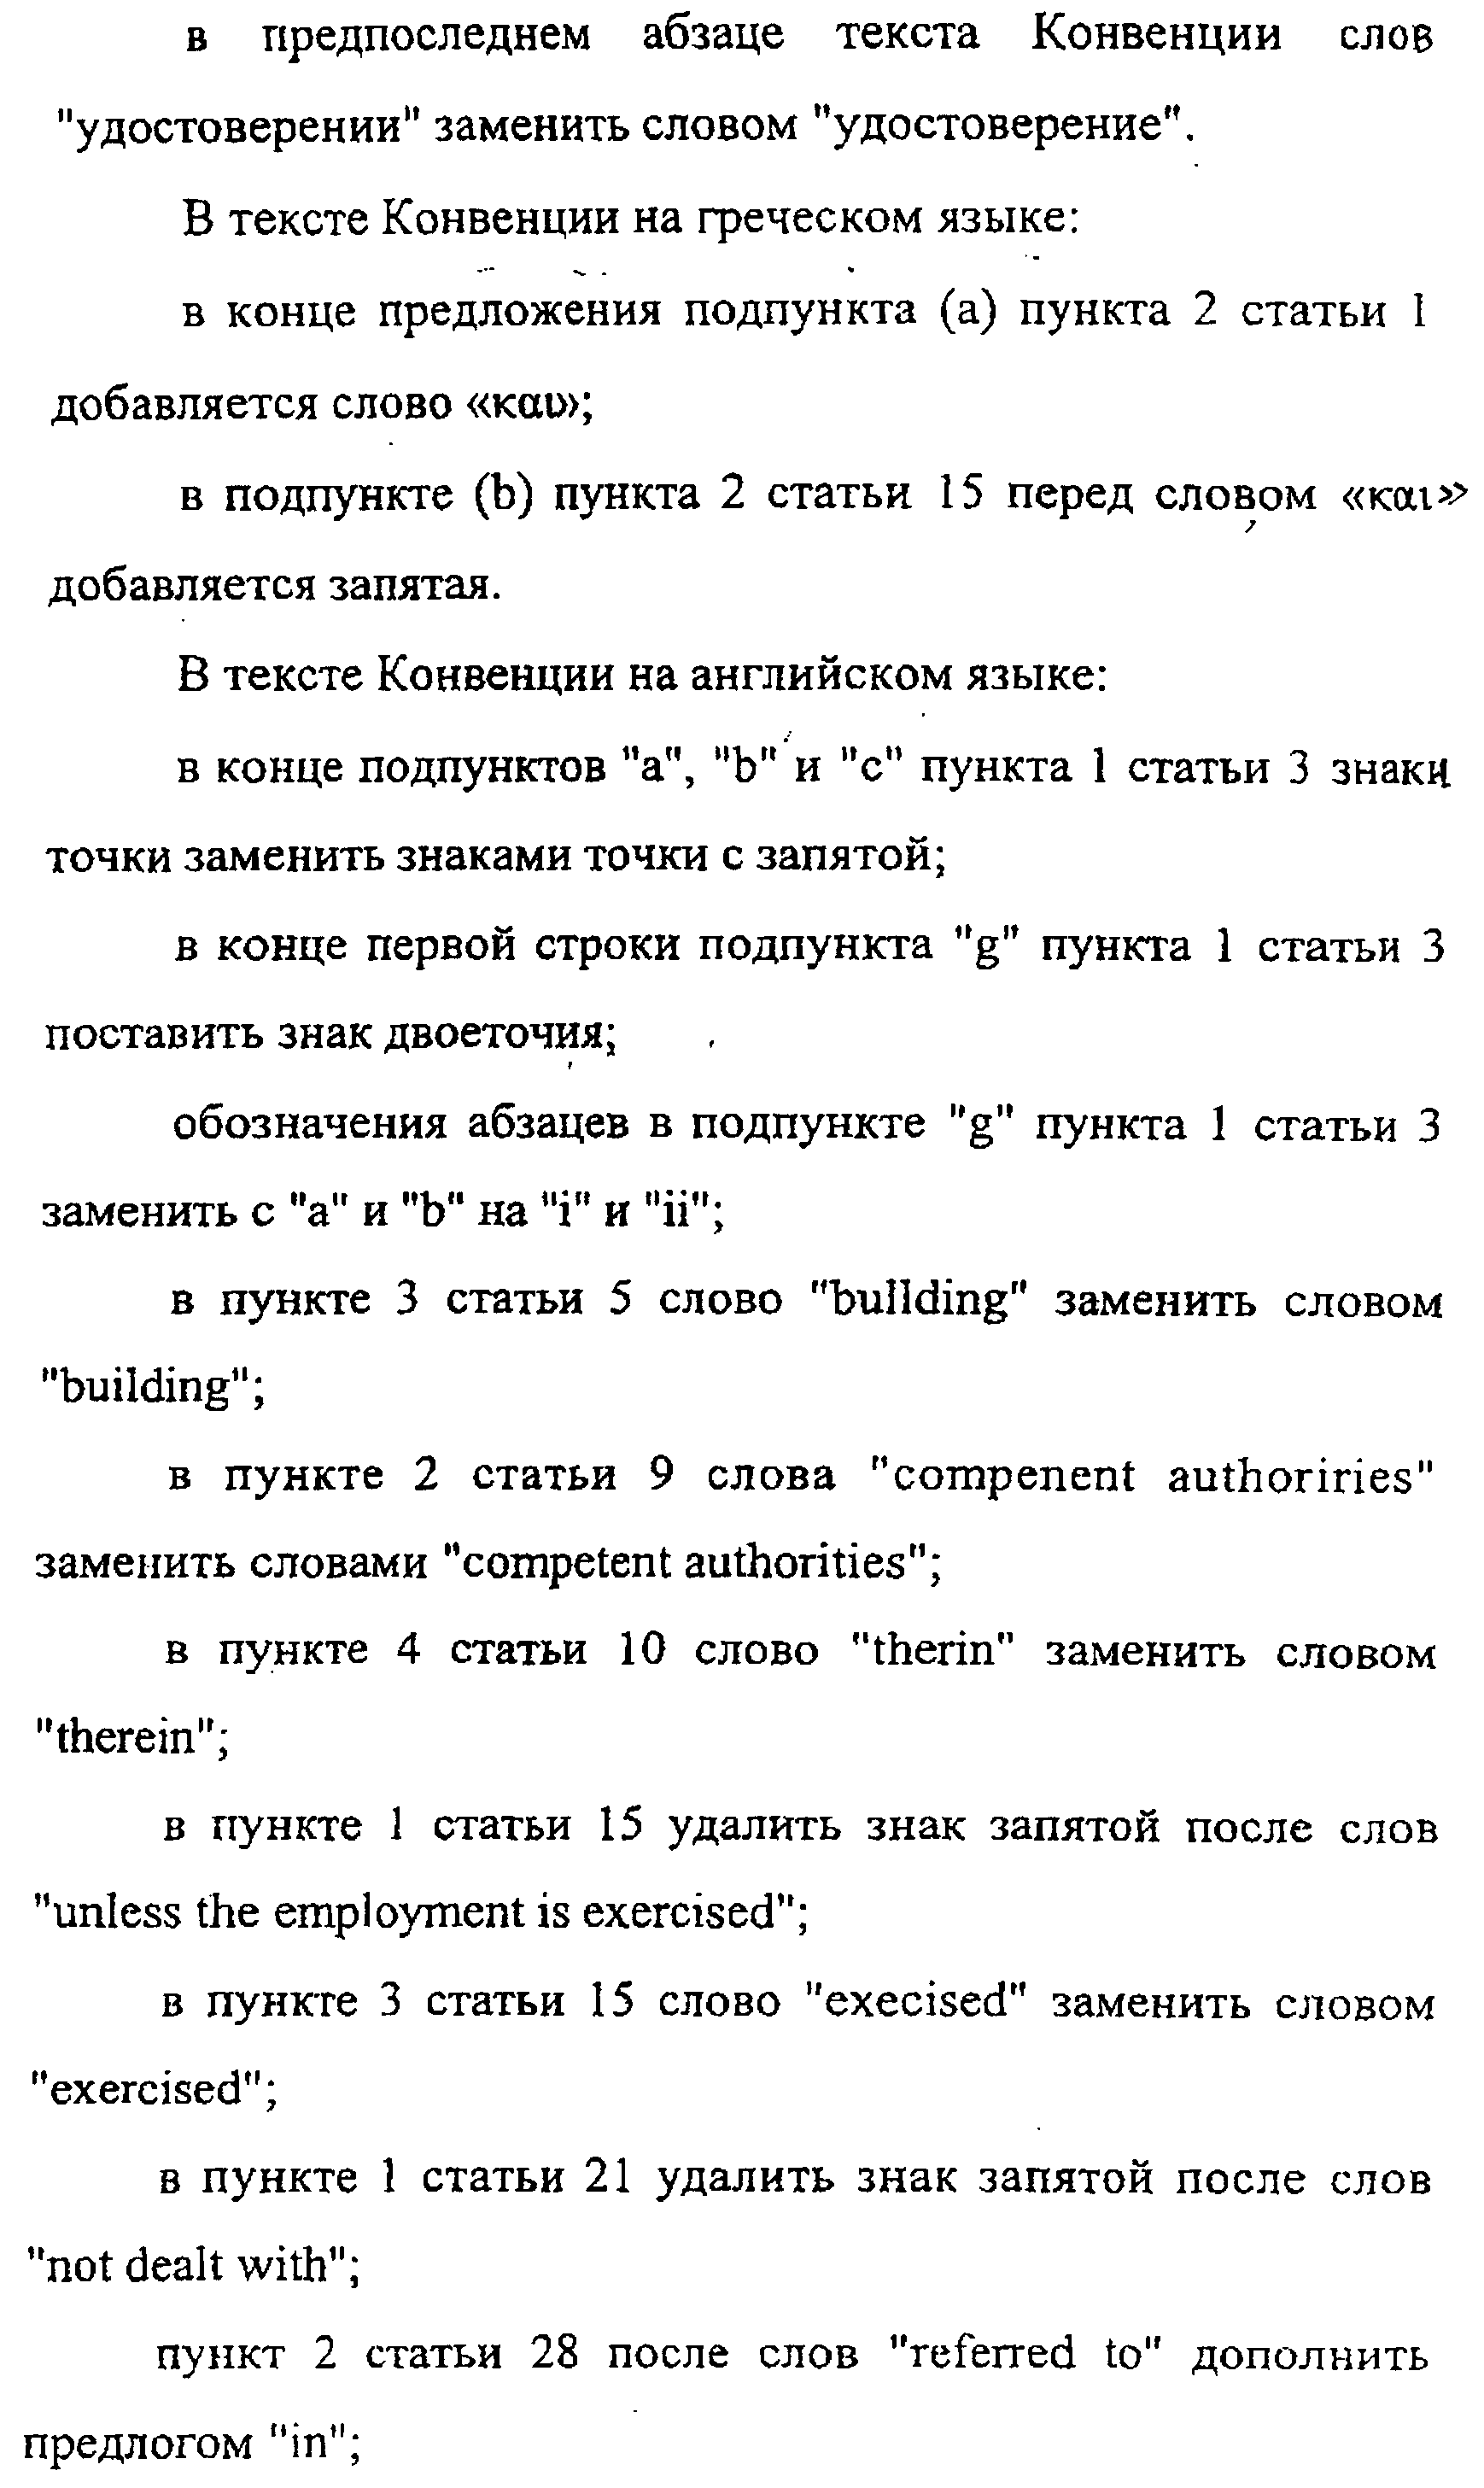 в предпоследнем абзаце текста Конвенции слов
"удостоверении" заменить словом "удостоверение".
В тексте Конвенции на греческом языке:
в конце предложения подпункта (а) пункта 2 статьи 1
добавляется слово «και»;
в подпункте (b) пункта 2 статьи 15 перед словом «και»
добавляется запятая.
В тексте Конвенции на английском языке:
в конце подпунктов "a", "b" и "c" пункта 1 статьи 3 знаки
точки заменить знаками точки с запятой;
в конце первой строки подпункта "g" пункта 1 статьи 3
поставить знак двоеточия;
обозначения абзацев в подпункте "g" пункта 1 статьи 3
заменить с "a" и "b" на "i" и "ii";
в пункте 3 статьи 5 слово "bullding" заменить словом
"building";
в пункте 2 статьи 9 слова "compenent authoriries"
заменить словами "competent authorities";
в пункте 4 статьи 10 слово "therin" заменить словом
"therein";
в пункте 1 статьи 15 удалить знак запятой после слов
"unless the employment is exercised";
в пункте 3 статьи 15 слово "execised" заменить словом
"exercised";
в пункте 1 статьи 21 удалить знак запятой после слов
"not dealt with";
пункт 2 статьи 28 после слов "referred to" дополнить
предлогом "in";